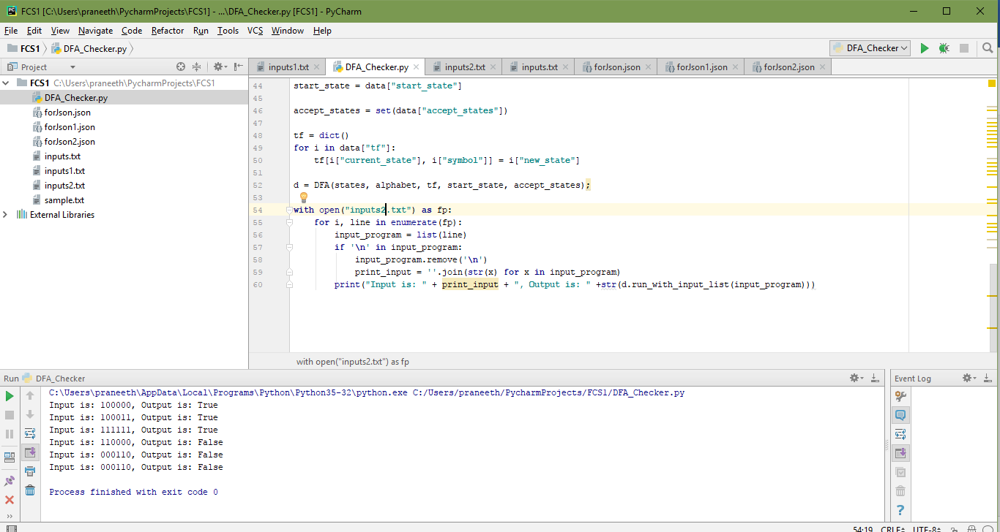 FCS1 [C:\Users\praneeth\PycharmProjects\FCS1] - ...\DFA_Checker.py [FCS1] - PyCharm
File Edit View Navigate Code Refactor Run Tools VCS Window Help
FCS1 DFA_Checker.py DFA_Checker
Project inputs1.txt DFA_Checker.py inputs2.txt inputs.txt forJson.json forJson1.json forJson2.json
FCS1 C:\Users\praneeth\PycharmProjects\FCS1
DFA_Checker.py
forJson.json
forJson1.json
forJson2.json
inputs.txt
inputs1.txt
inputs2.txt
sample.txt
External Libraries
44 start_state = data["start_state"]
45
46 accept_states = set(data["accept_states"])
47
48 tf = dict()
49 for i in data["tf"]:
50 tf[i["current_state"], i["symbol"]] = i["new_state"]
51
52 d = DFA(states, alphabet, tf, start_state, accept_states);
53
54 with open("inputs2.txt") as fp:
55 for i, line in enumerate(fp):
56 input_program = list(line)
57 if '\n' in input_program:
58 input_program.remove('\n')
59 print_input = ''.join(str(x) for x in input_program)
60 print("Input is: " + print_input + ", Output is: " +str(d.run_with_input_list(input_program)))
with open("inputs2.txt") as fp
Run DFA_Checker
C:\Users\praneeth\AppData\Local\Programs\Python\Python35-32\python.exe C:/Users/praneeth/PycharmProjects/FCS1/DFA_Checker.py
Input is: 100000, Output is: True
Input is: 100011, Output is: True
Input is: 111111, Output is: True
Input is: 110000, Output is: False
Input is: 000110, Output is: False
Input is: 000110, Output is: False
Process finished with exit code 0
Event Log
54:19 CRLF UTF-8